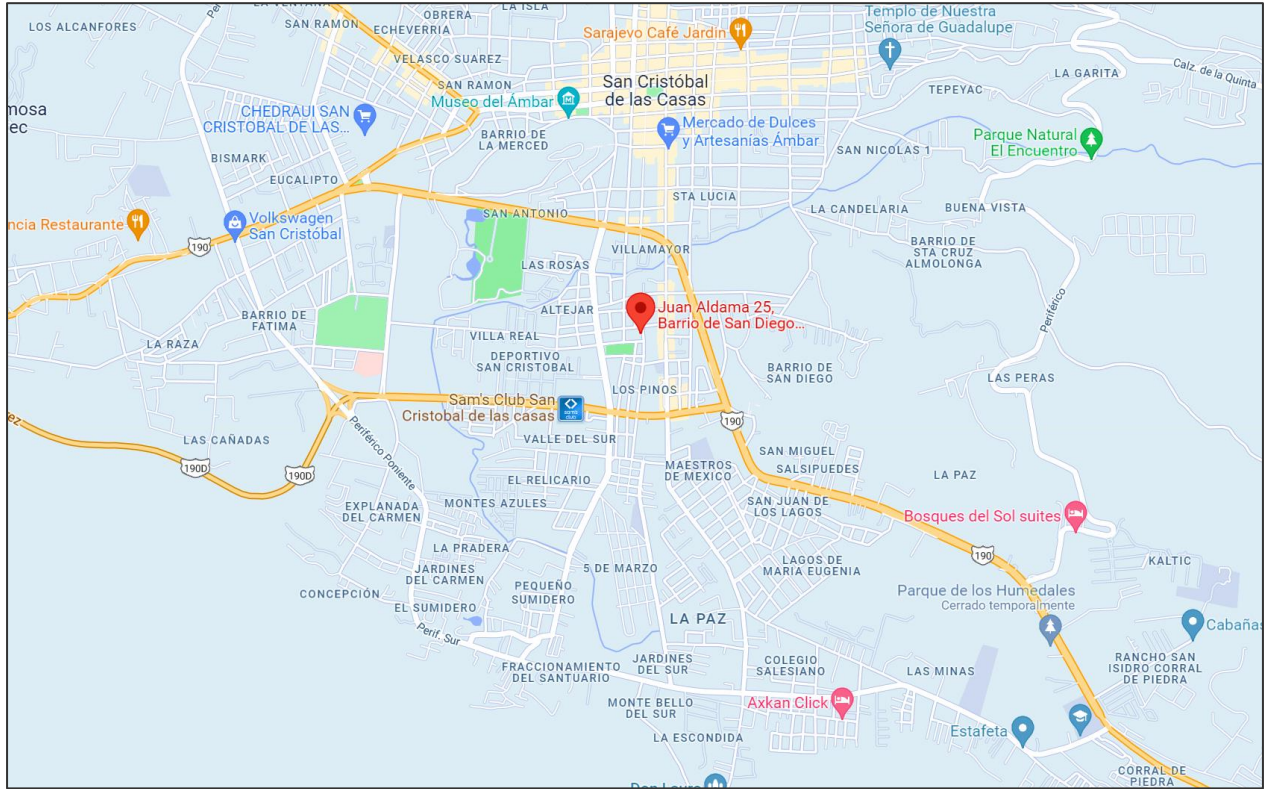 LA VENTANA
LA ISLA
OBRERA
SAN RAMON
ECHEVERRIA
LOS ALCANFORES
Templo de Nuestra
Señora de Guadalupe
Sarajevo Café Jardín
VELASCO SUAREZ
LA GARITA
Calz. de la Quinta
San Cristóbal
de las Casas
SAN RAMON
TEPEYAC
Museo del Ámbar
mosa
ec
CHEDRAUI SAN
CRISTOBAL DE LAS...
Mercado de Dulces
y Artesanías Ámbar
BARRIO DE
LA MERCED
Parque Natural
El Encuentro
SAN NICOLAS 1
BISMARK
EUCALIPTO
STA LUCIA
LA CANDELARIA
BUENA VISTA
SAN ANTONIO
ncia Restaurante
Volkswagen
San Cristóbal
190
VILLAMAYOR
BARRIO DE
STA CRUZ
ALMOLONGA
LAS ROSAS
Periférico
ALTEJAR
Juan Aldama 25,
Barrio de San Diego...
BARRIO DE
FATIMA
LA RAZA
VILLA REAL
DEPORTIVO
SAN CRISTOBAL
BARRIO DE
SAN DIEGO
LAS PERAS
LOS PINOS
Sam's Club San
Cristobal de las casas
sam's
club
190
ez
LAS CAÑADAS
Periférico Poniente
VALLE DEL SUR
SAN MIGUEL
SALSIPUEDES
190D
190D
MAESTROS
DE MEXICO
LA PAZ
EL RELICARIO
EXPLANADA
DEL CARMEN
MONTES AZULES
SAN JUAN DE
LOS LAGOS
Bosques del Sol suites
LA PRADERA
190
KALTIC
JARDINES
DEL CARMEN
5 DE MARZO
LAGOS DE
MARIA EUGENIA
CONCEPCIÓN
PEQUEÑO
SUMIDERO
Parque de los Humedales
Cerrado temporalmente
EL SUMIDERO
LA PAZ
Cabañas
Perif. Sur
FRACCIONAMIENTO
DEL SANTUARIO
JARDINES
DEL SUR
COLEGIO
SALESIANO
LAS MINAS
RANCHO SAN
ISIDRO CORRAL
DE PIEDRA
MONTE BELLO
DEL SUR
Axkan Click
Estafeta
LA ESCONDIDA
CORRAL DE
PIEDRA
Don Lauro